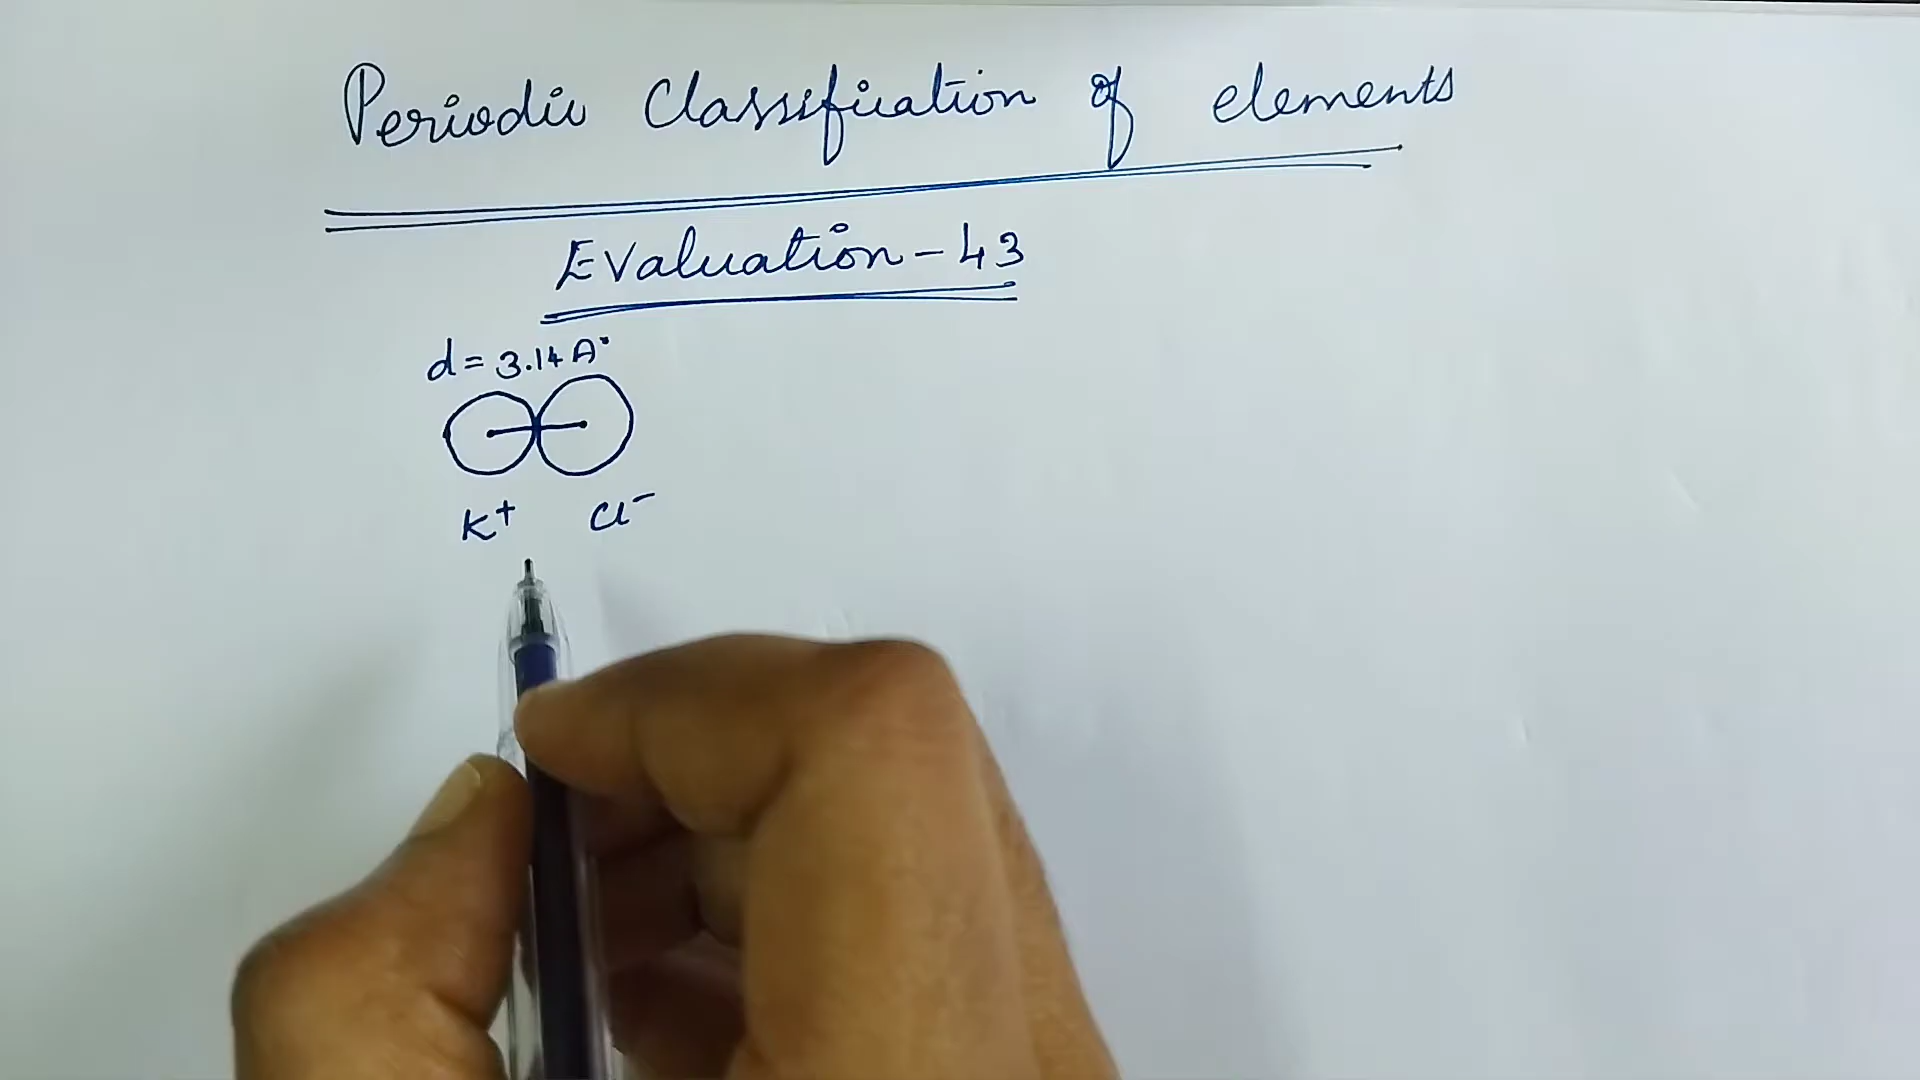 Periodic Classification of elements
Evaluation-43
d = 3.14 A°
K⁺ Cl⁻